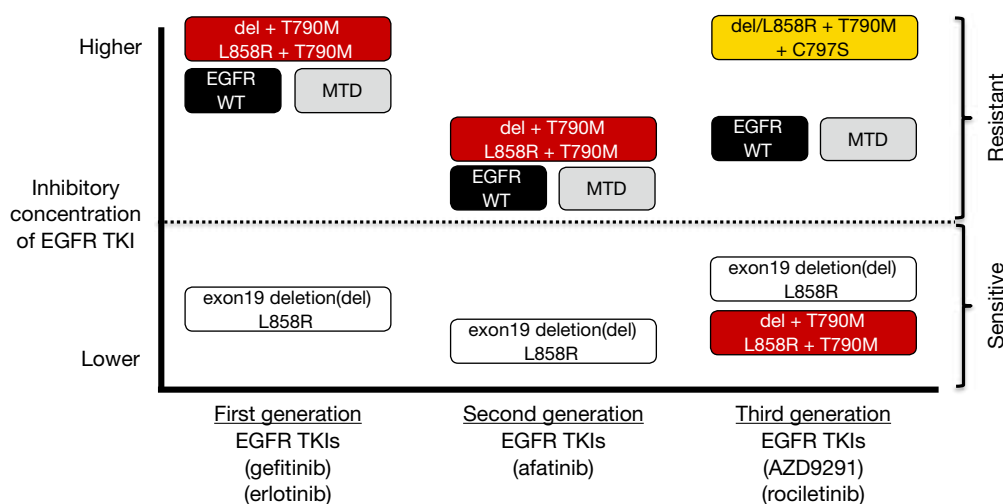 Higher
Inhibitory
concentration
of EGFR TKI
Lower
del + T790M
L858R + T790M
EGFR
WT
MTD
exon19 deletion(del)
L858R
del + T790M
L858R + T790M
EGFR
WT
MTD
exon19 deletion(del)
L858R
del/L858R + T790M
+ C797S
EGFR
WT
MTD
exon19 deletion(del)
L858R
del + T790M
L858R + T790M
Resistant
Sensitive
First generation
EGFR TKIs
(gefitinib)
(erlotinib)
Second generation
EGFR TKIs
(afatinib)
Third generation
EGFR TKIs
(AZD9291)
(rociletinib)